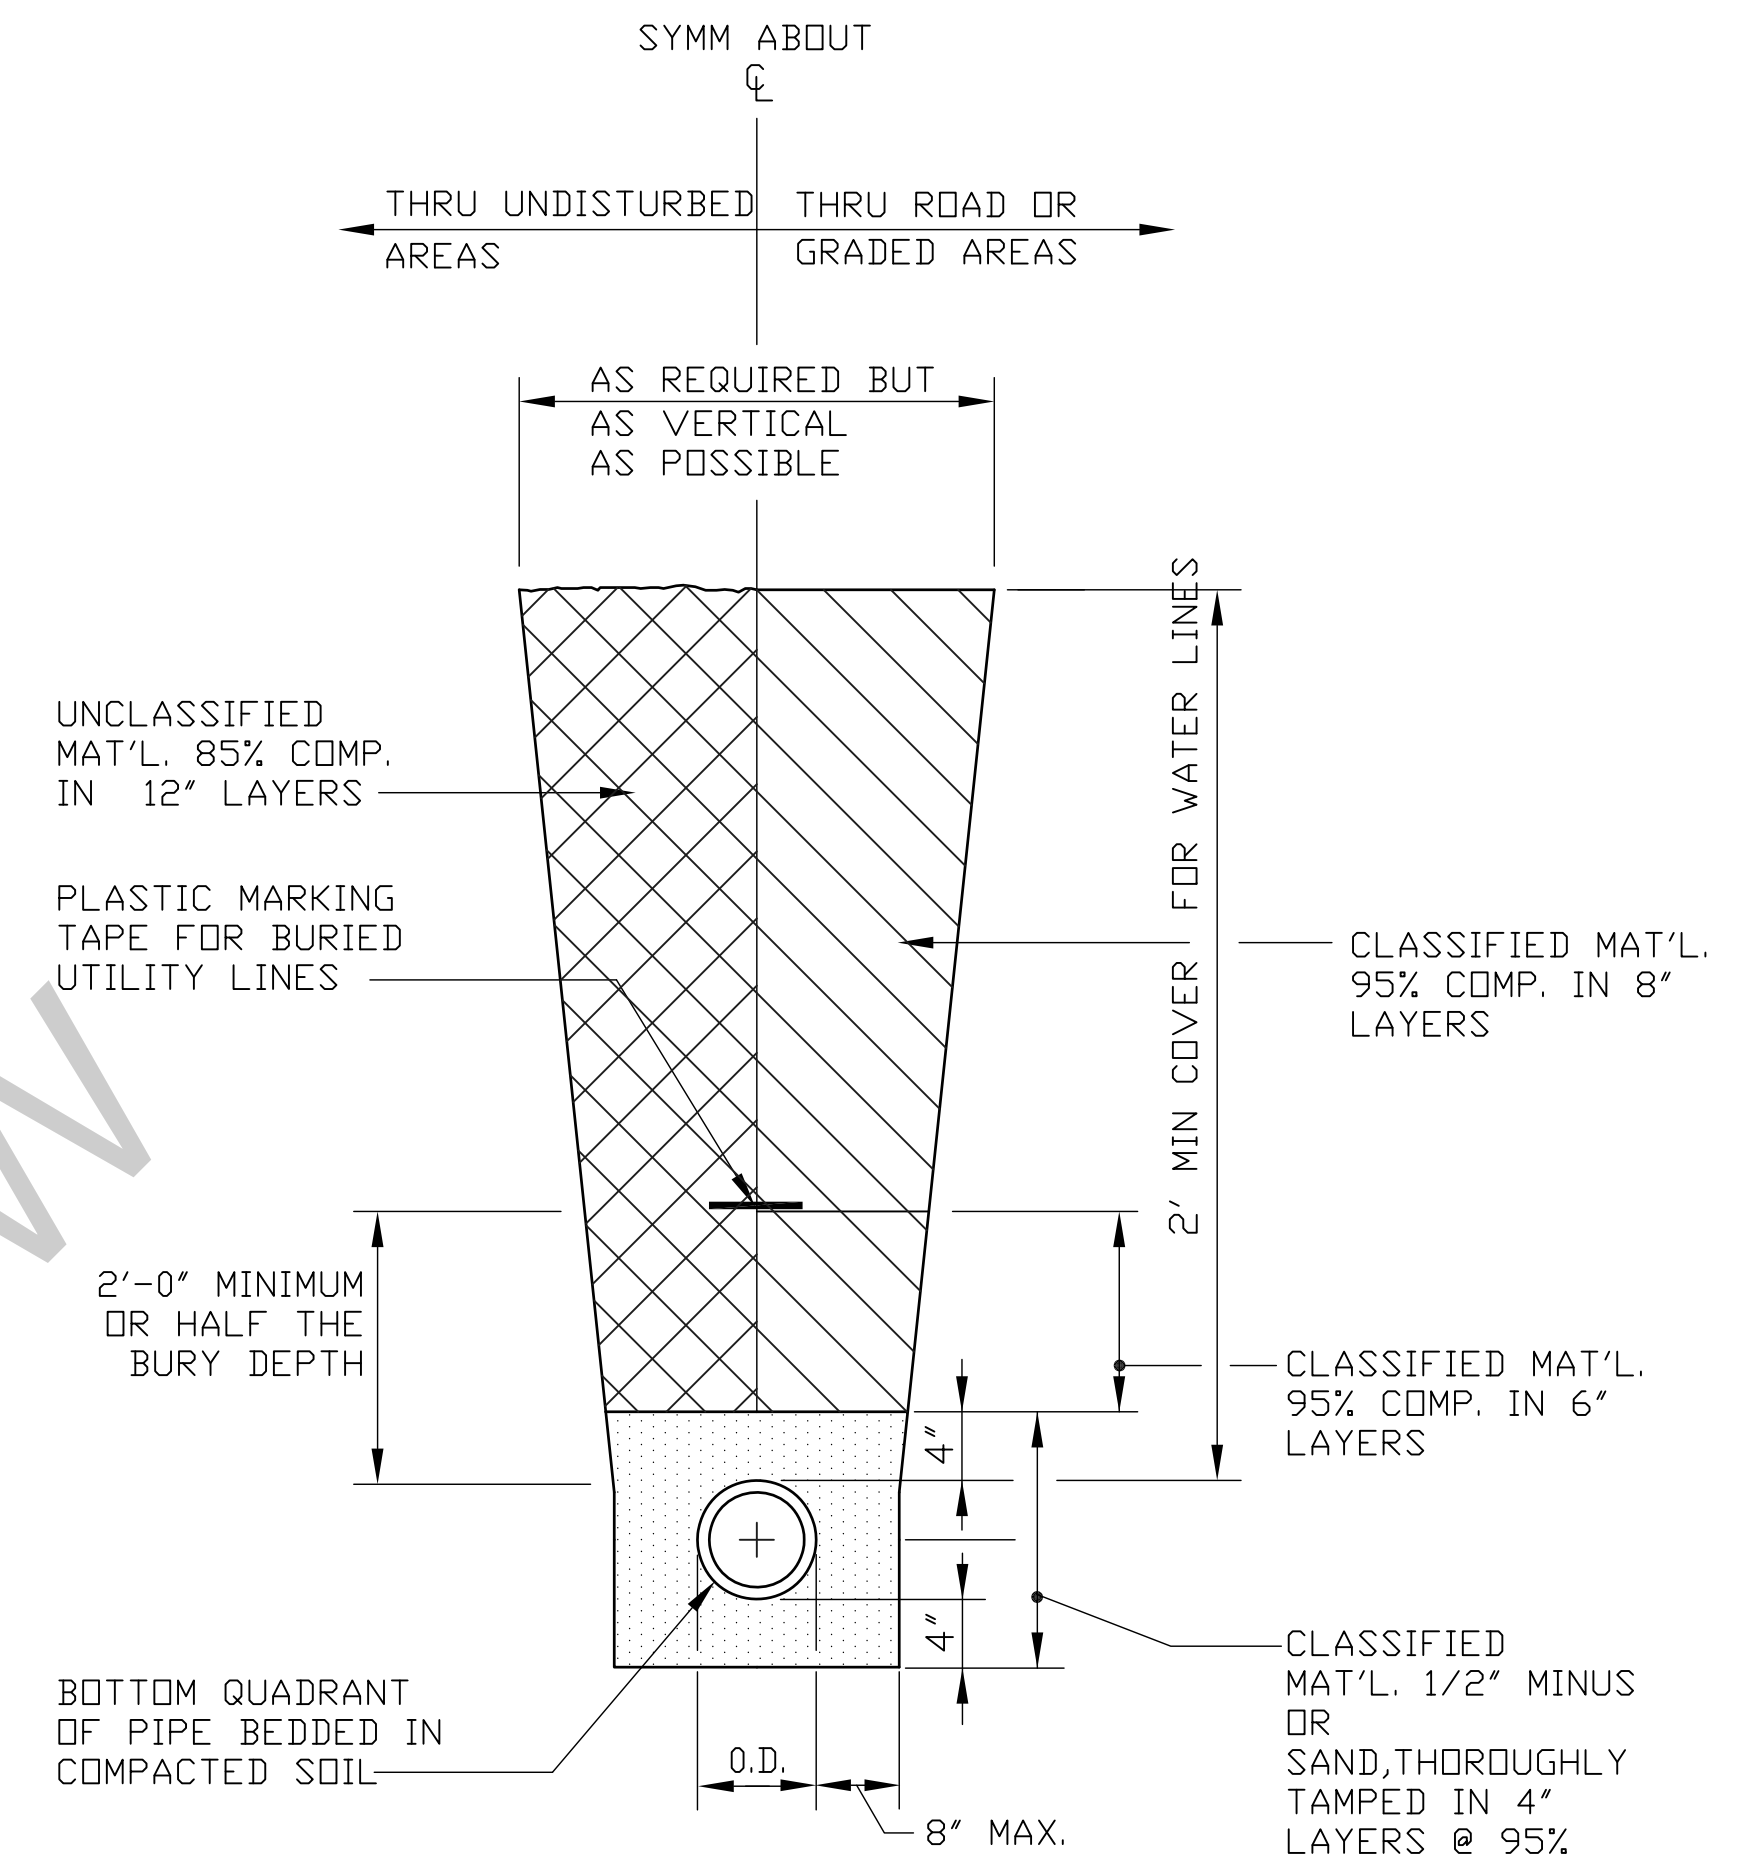 SYMM ABOUT
℄
THRU UNDISTURBED
AREAS
THRU ROAD OR
GRADED AREAS
AS REQUIRED BUT
AS VERTICAL
AS POSSIBLE
UNCLASSIFIED
MAT'L. 85% COMP.
IN 12" LAYERS
PLASTIC MARKING
TAPE FOR BURIED
UTILITY LINES
2' MIN COVER FOR WATER LINES
CLASSIFIED MAT'L.
95% COMP. IN 8"
LAYERS
2'-0" MINIMUM
OR HALF THE
BURY DEPTH
CLASSIFIED MAT'L.
95% COMP. IN 6"
LAYERS
4"
4"
BOTTOM QUADRANT
OF PIPE BEDDED IN
COMPACTED SOIL
O.D.
8" MAX.
CLASSIFIED
MAT'L. 1/2" MINUS
OR
SAND,THOROUGHLY
TAMPED IN 4"
LAYERS @ 95%
W